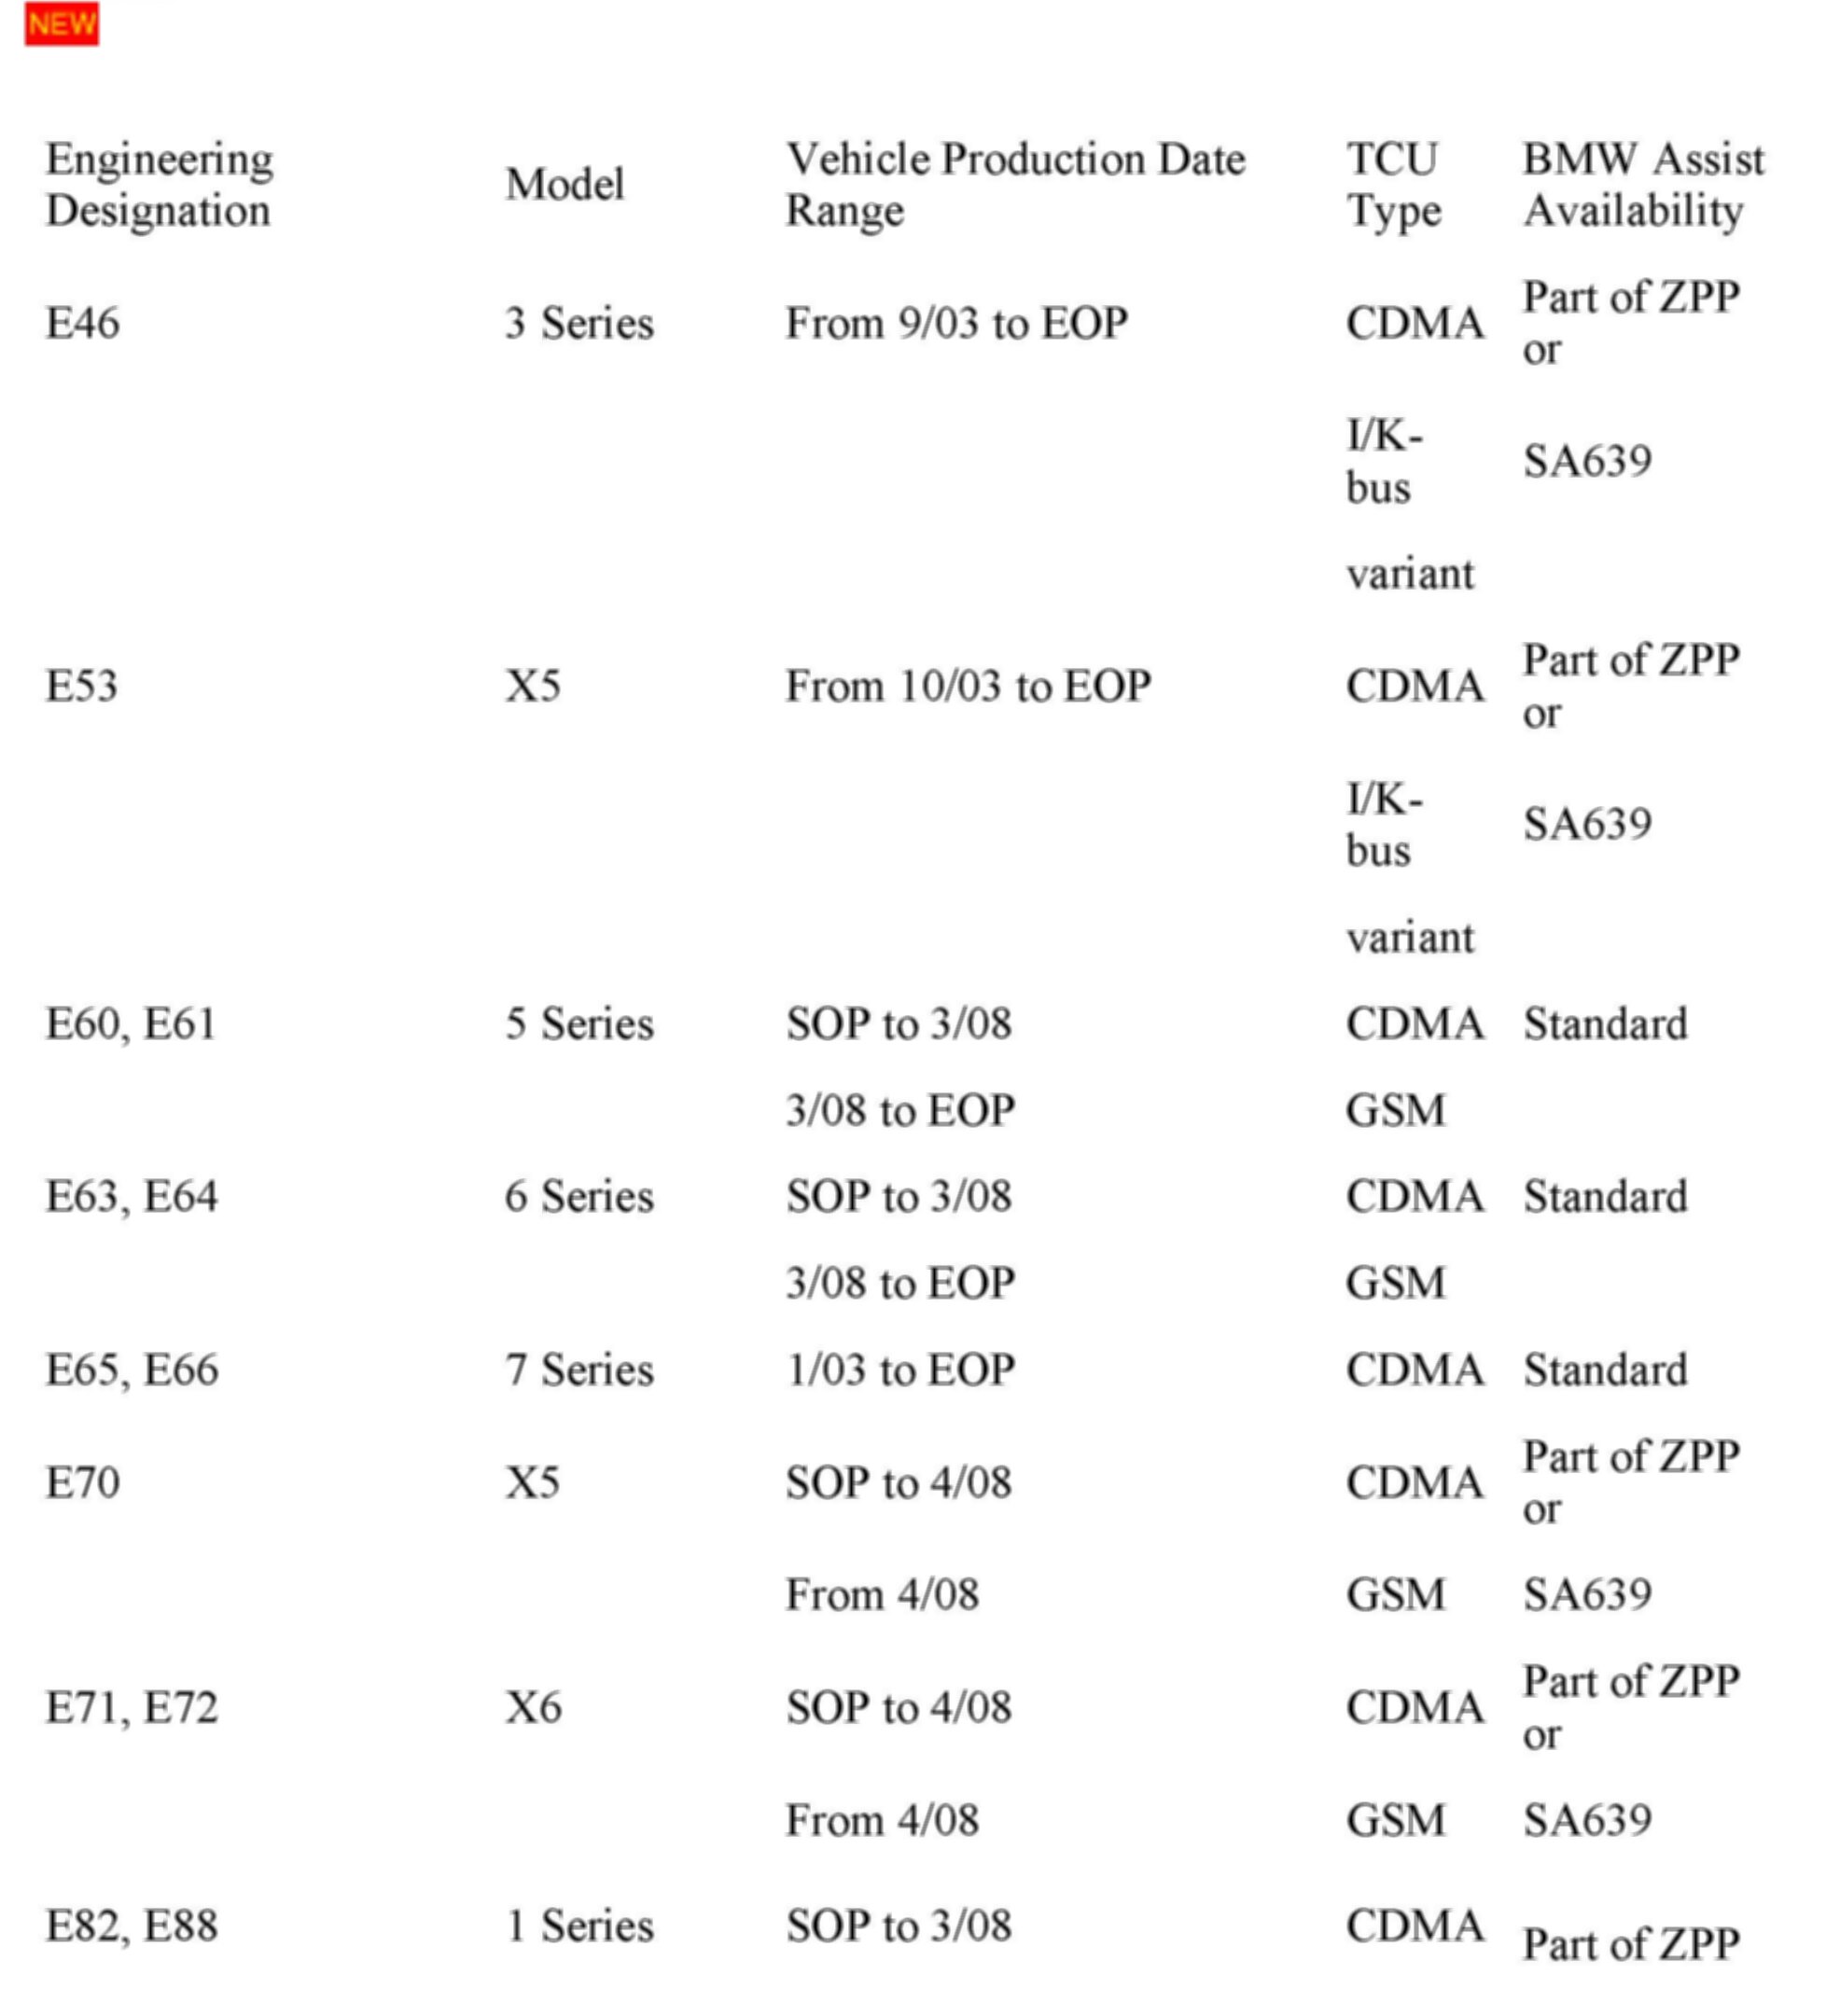 NEW
Engineering Designation Model Vehicle Production Date Range TCU Type BMW Assist Availability
E46 3 Series From 9/03 to EOP CDMA Part of ZPP or
I/K-bus SA639
variant
E53 X5 From 10/03 to EOP CDMA Part of ZPP or
I/K-bus SA639
variant
E60, E61 5 Series SOP to 3/08 CDMA Standard
3/08 to EOP GSM
E63, E64 6 Series SOP to 3/08 CDMA Standard
3/08 to EOP GSM
E65, E66 7 Series 1/03 to EOP CDMA Standard
E70 X5 SOP to 4/08 CDMA Part of ZPP or
From 4/08 GSM SA639
E71, E72 X6 SOP to 4/08 CDMA Part of ZPP or
From 4/08 GSM SA639
E82, E88 1 Series SOP to 3/08 CDMA Part of ZPP